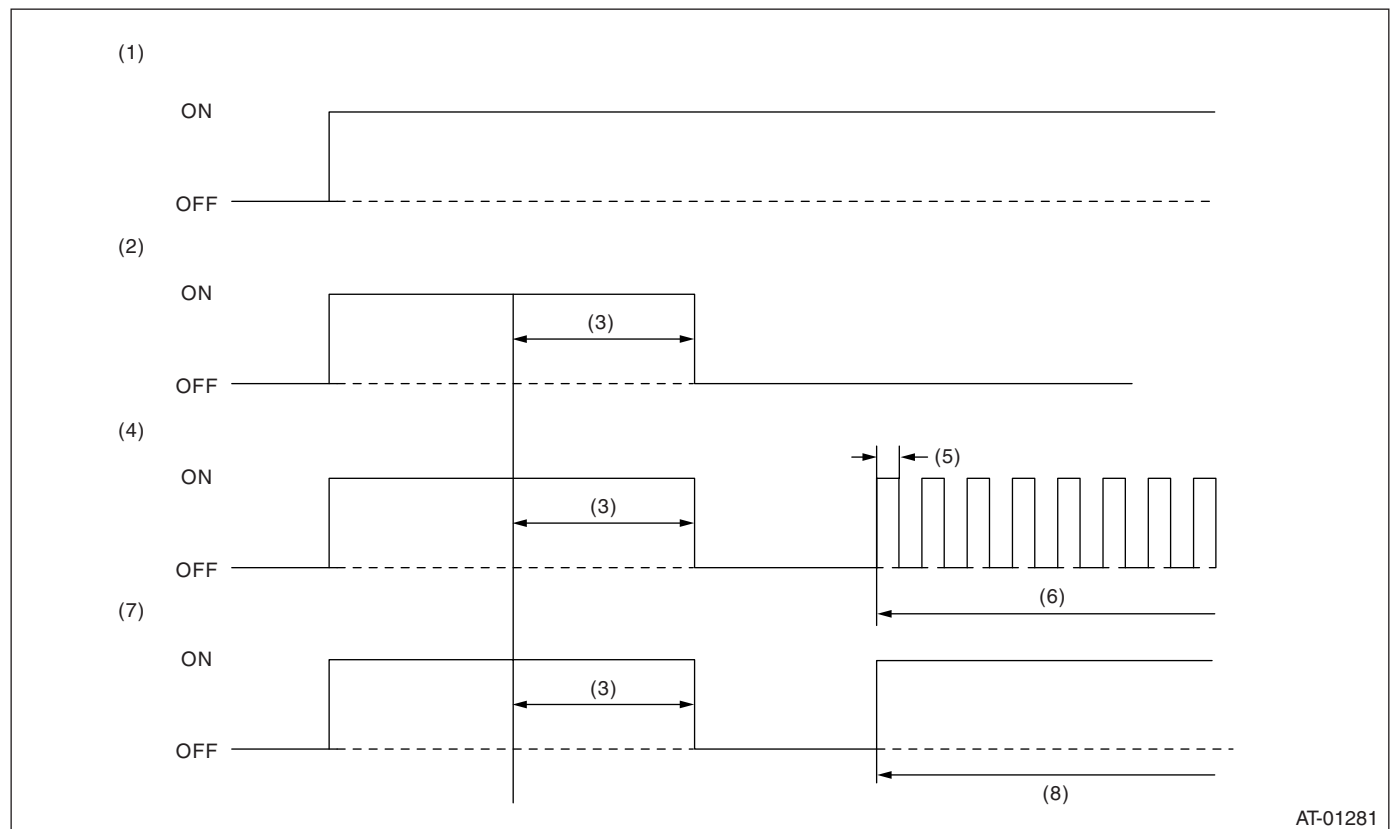 (1)
ON
OFF
(2)
ON
(3)
OFF
(4)
ON
(5)
(3)
OFF
(6)
(7)
ON
(3)
OFF
(8)
AT-01281